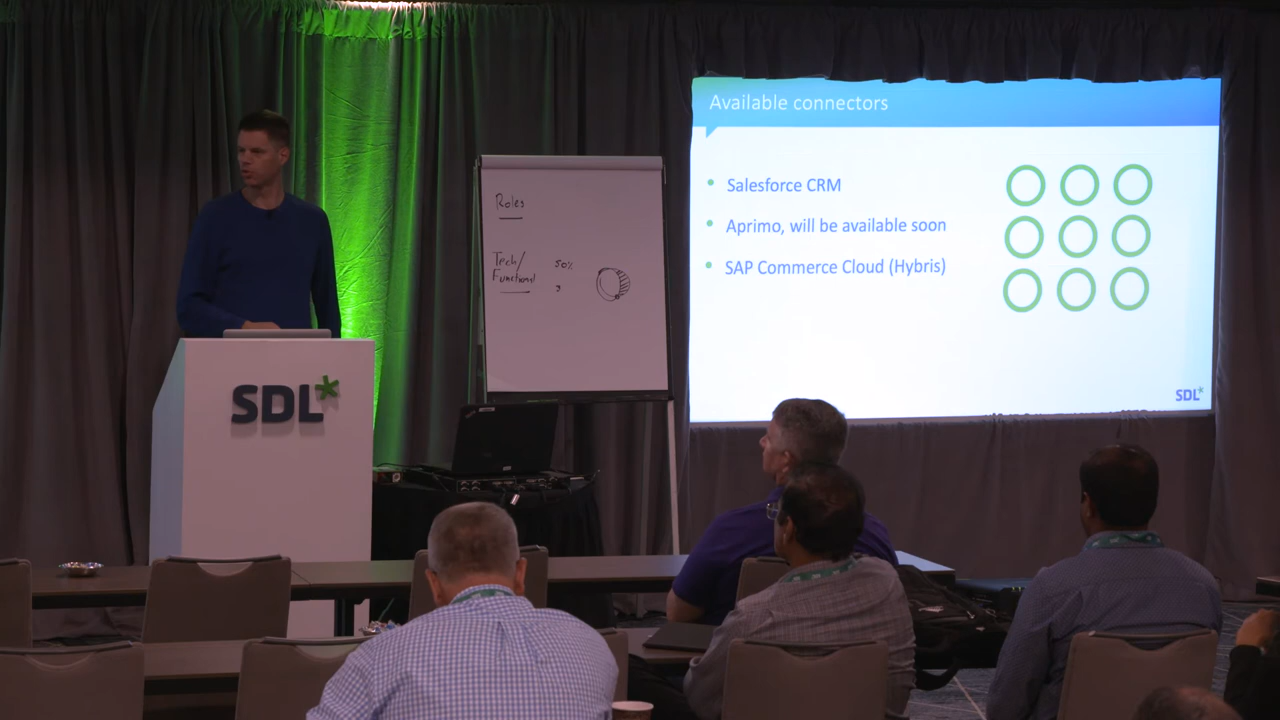 SDL*
Roles
Tech/
Functional
50%
?
Available connectors
• Salesforce CRM
• Aprimo, will be available soon
• SAP Commerce Cloud (Hybris)
SDL*